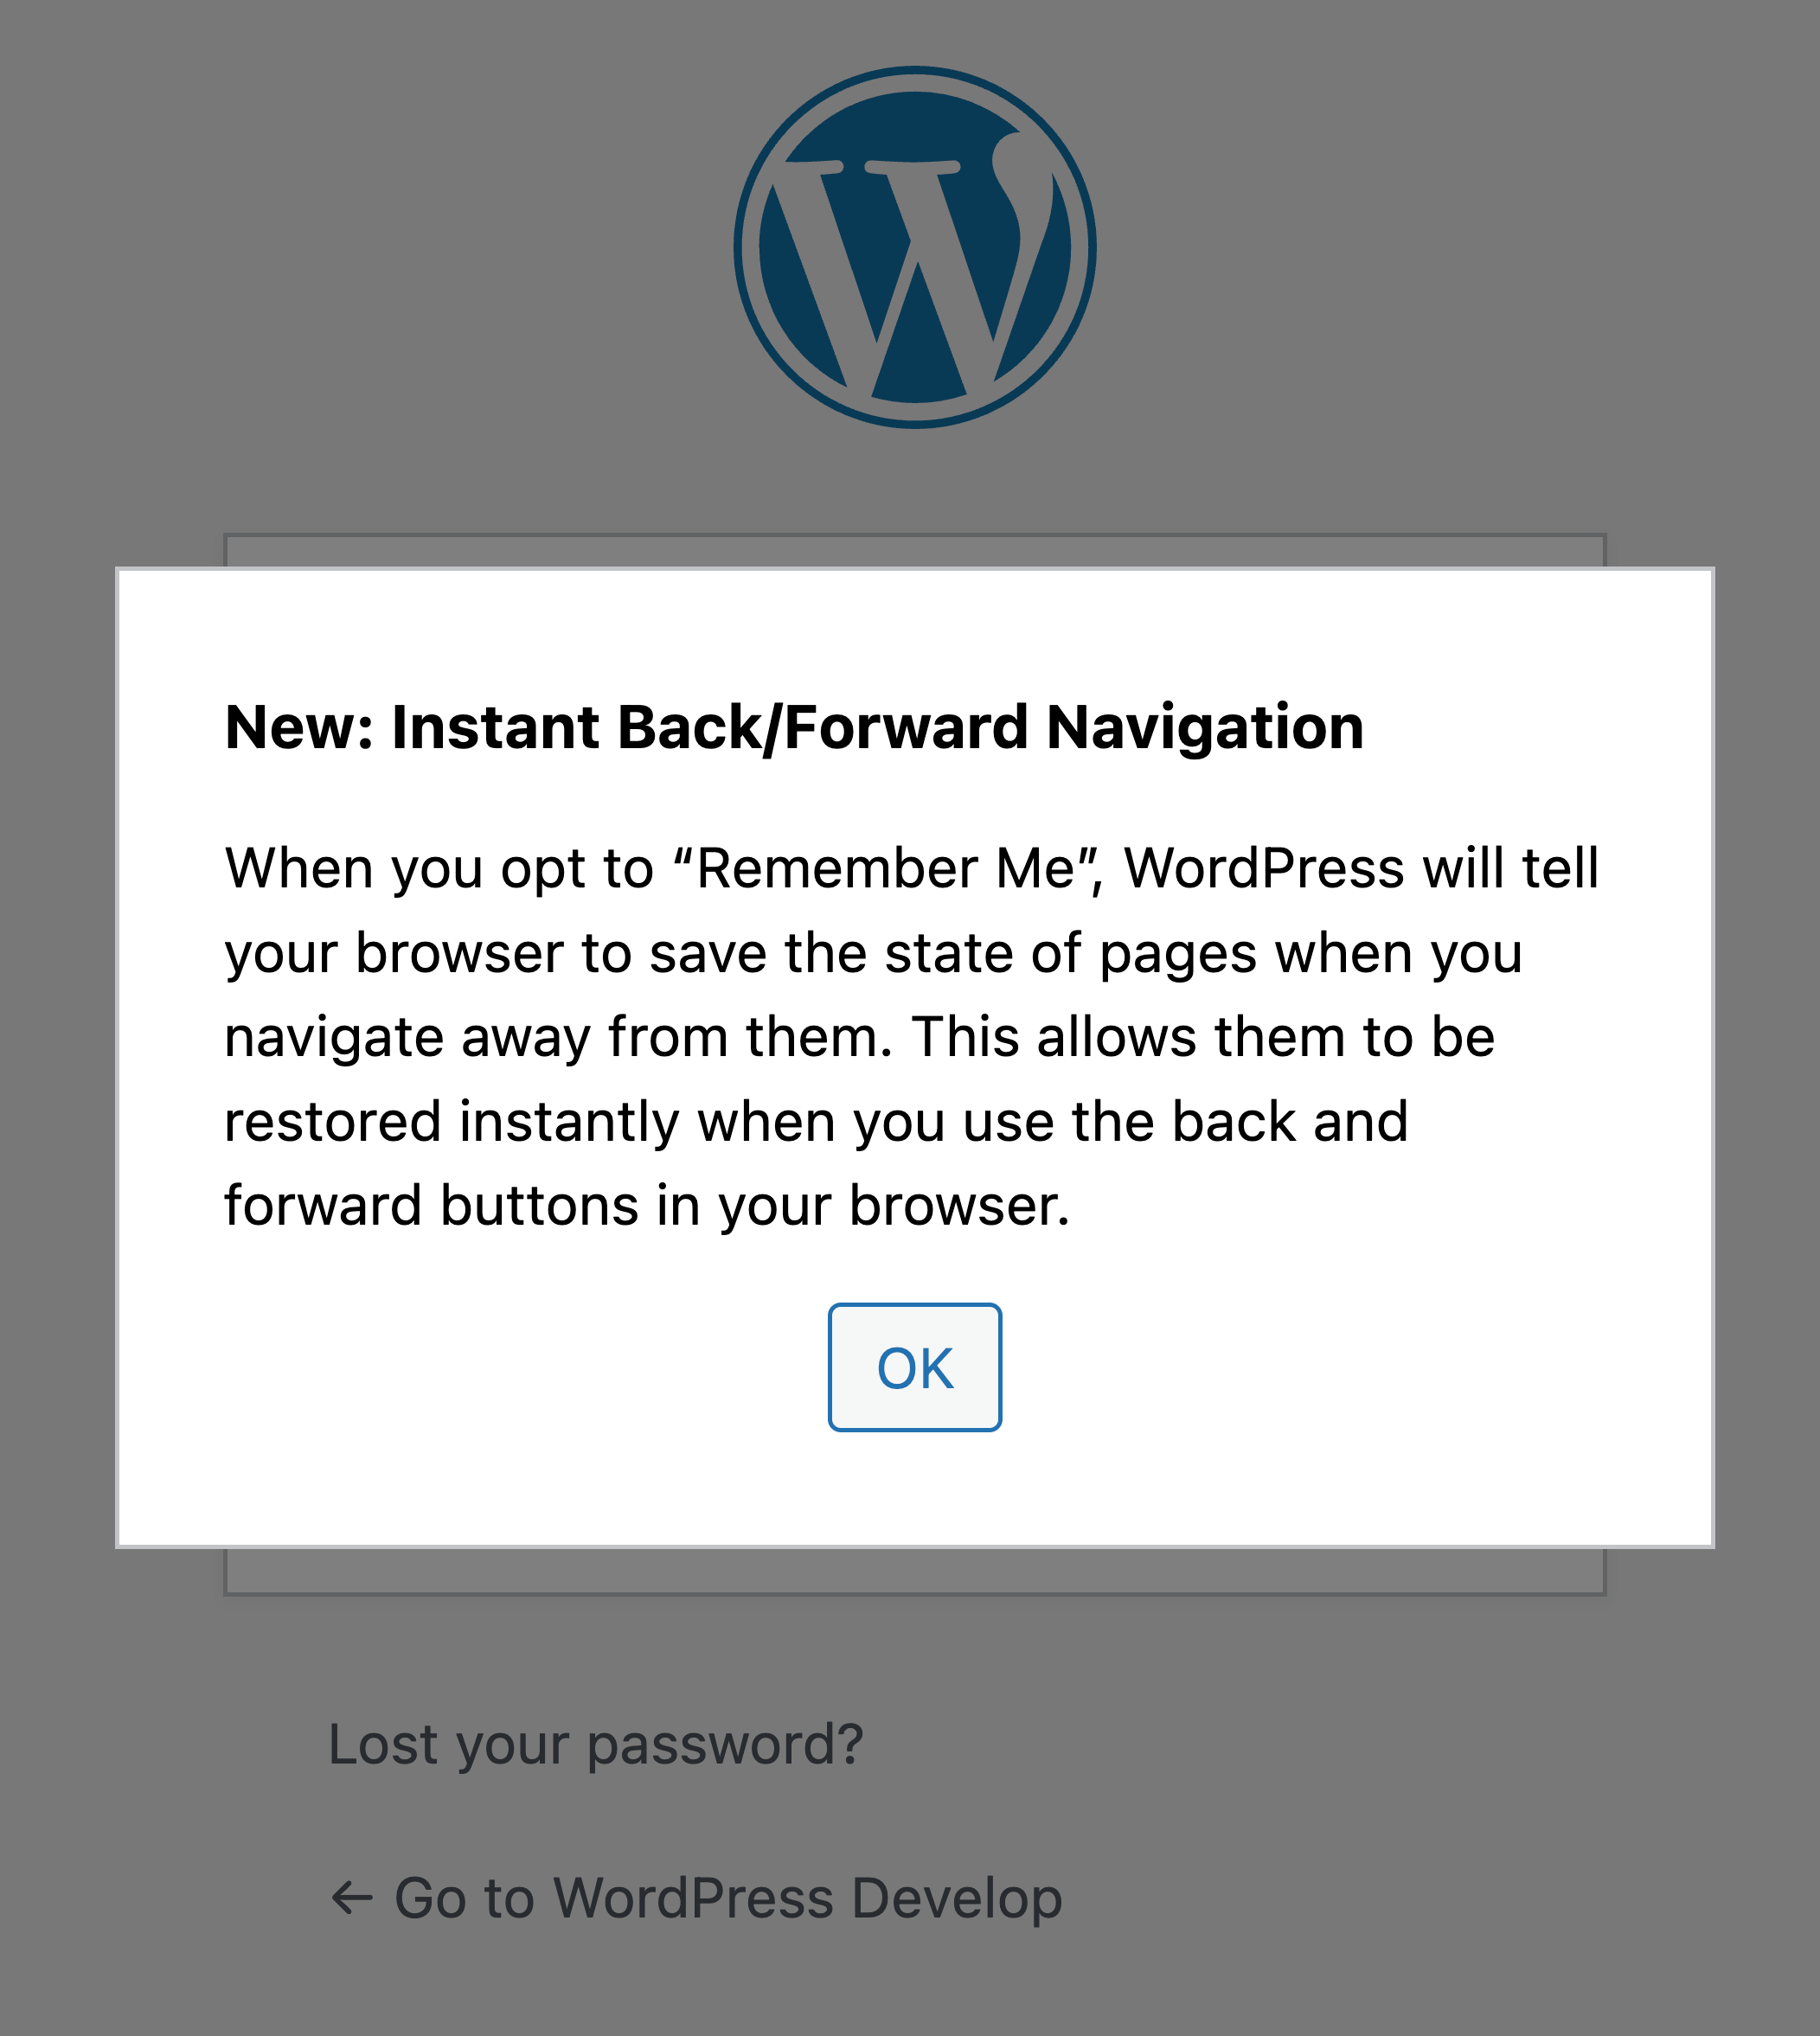 New: Instant Back/Forward Navigation
When you opt to “Remember Me”, WordPress will tell
your browser to save the state of pages when you
navigate away from them. This allows them to be
restored instantly when you use the back and
forward buttons in your browser.
OK
Lost your password?
← Go to WordPress Develop